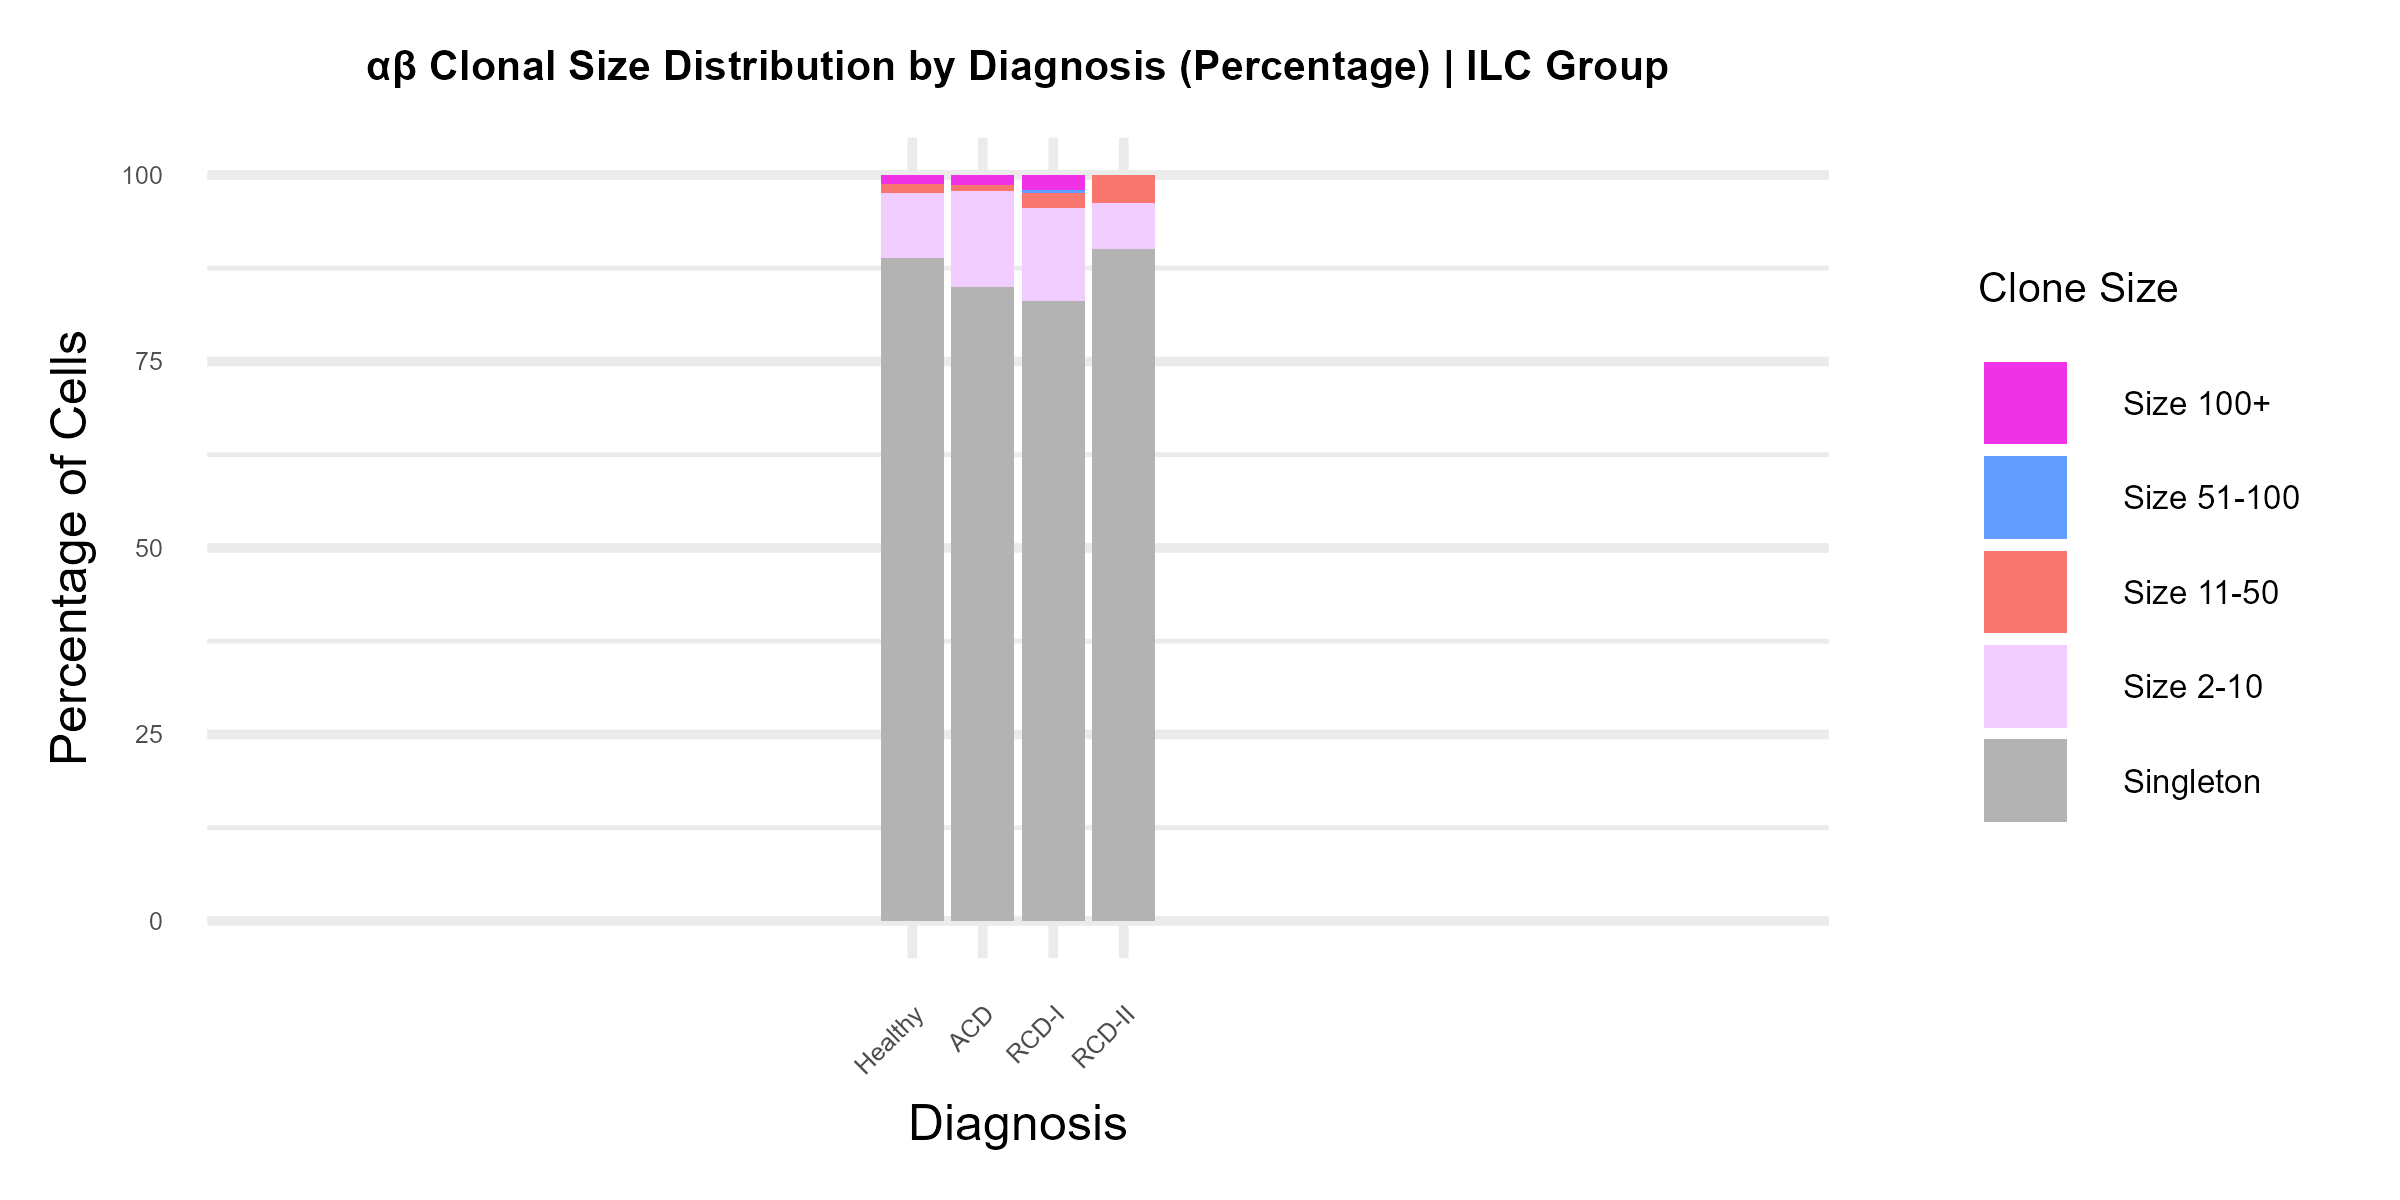 αβ Clonal Size Distribution by Diagnosis (Percentage) | ILC Group
Percentage of Cells
100
75
50
25
0
Healthy
ACD
RCD-I
RCD-II
Diagnosis
Clone Size
Size 100+
Size 51-100
Size 11-50
Size 2-10
Singleton